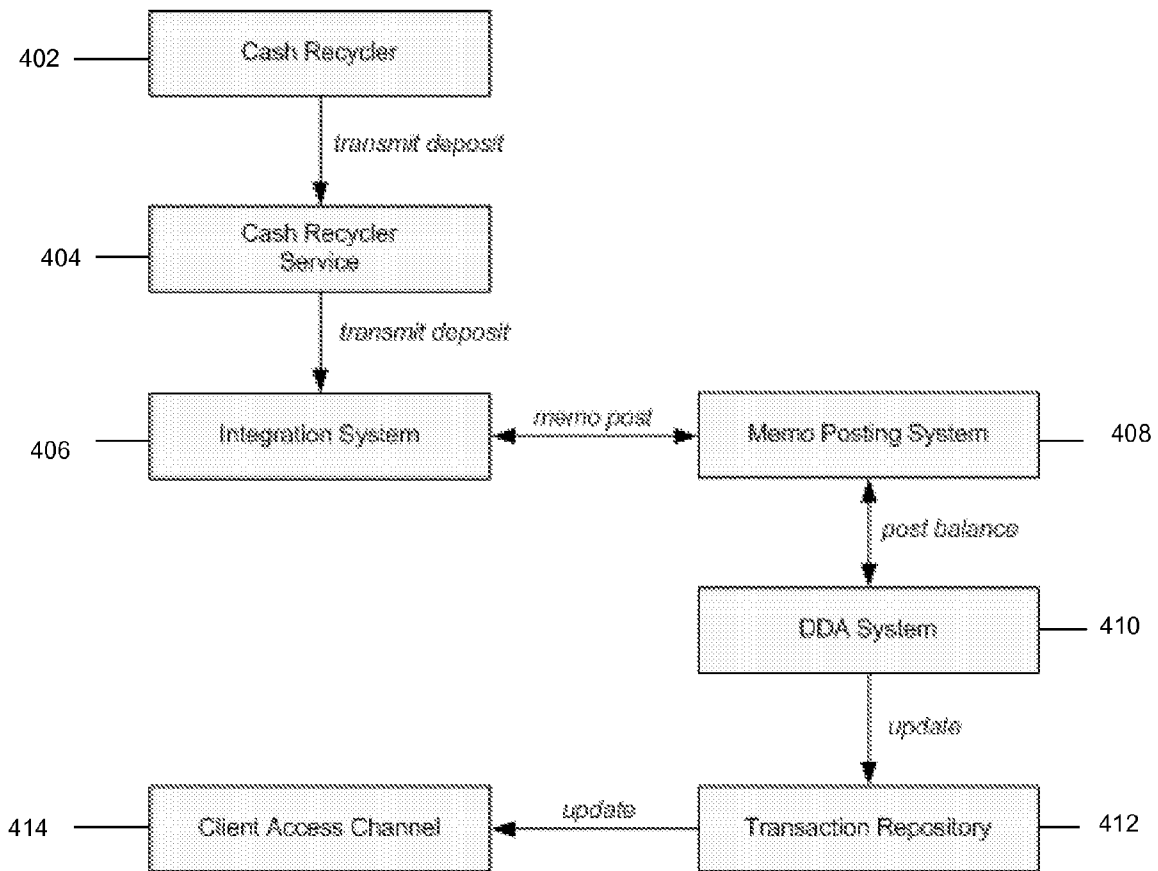 402
Cash Recycler
transmit deposit
404
Cash Recycler
Service
transmit deposit
406
Integration System
memo post
Memo Posting System
408
post balance
DDA System
410
update
414
Client Access Channel
update
Transaction Repository
412